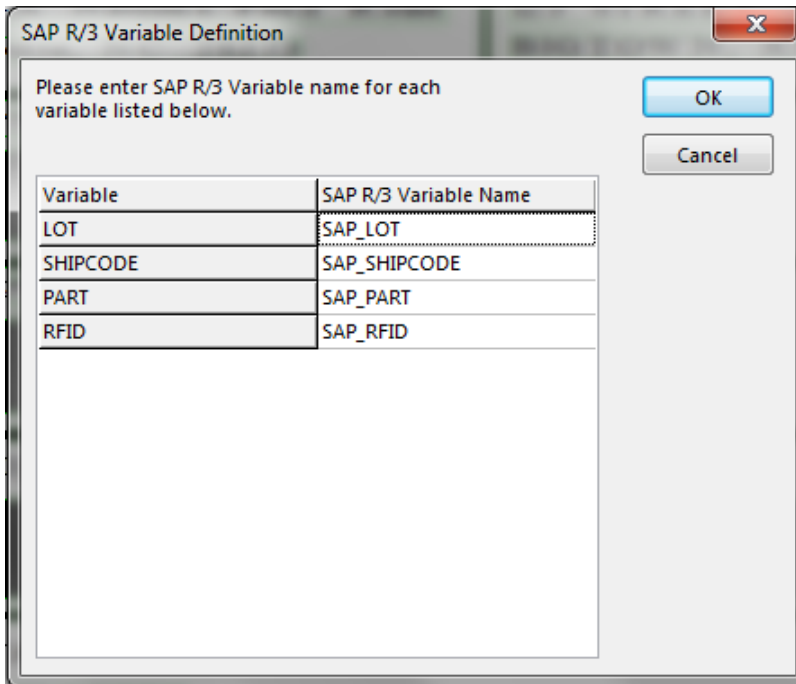 SAP R/3 Variable Definition
Please enter SAP R/3 Variable name for each
variable listed below.
OK
Cancel
Variable SAP R/3 Variable Name
LOT SAP_LOT
SHIPCODE SAP_SHIPCODE
PART SAP_PART
RFID SAP_RFID